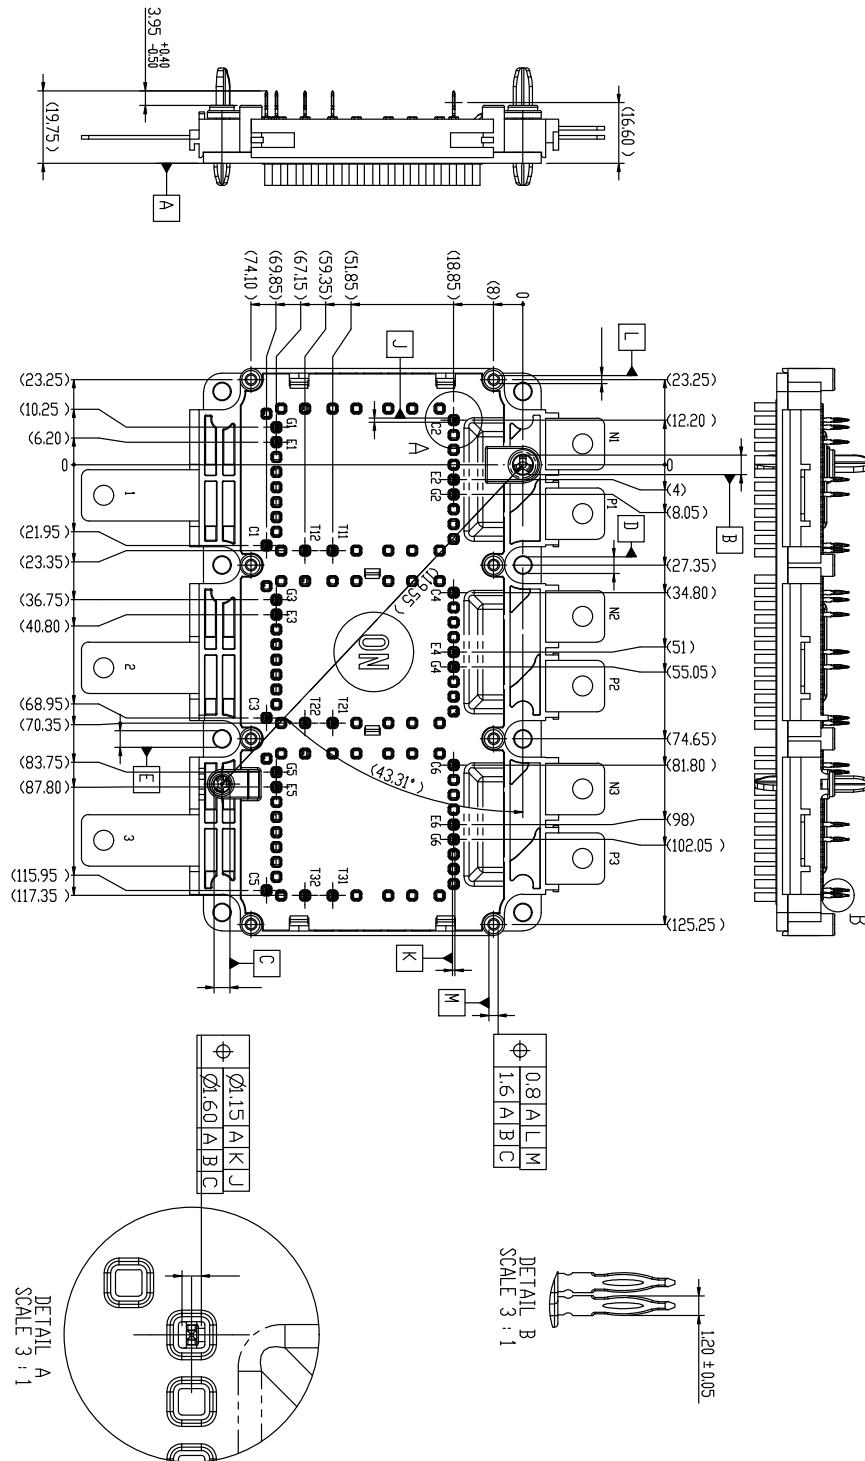 3.95 +0.40 -0.50
(19.75)
(16.60)
A
(74.10)
(69.85)
(67.15)
(59.35)
(51.85)
(18.85)
(8)
0
J
L
(23.25)
(10.25)
(6.20)
0
(21.95)
(23.35)
(36.75)
(40.80)
(68.95)
(70.35)
(83.75)
(87.80)
(115.95)
(117.35)
(23.25)
(12.20)
0
(4)
(8.05)
(27.35)
(34.80)
(51)
(55.05)
(74.65)
(81.80)
(98)
(102.05)
(125.25)
B
D
E
C
K
M
A
G1
E1
C2
E2
G2
C1
T12
T11
N1
P1
1
G3
E3
C4
E4
G4
C3
T22
T21
N2
P2
2
G5
E5
C6
E6
G6
C5
T32
T31
N3
P3
3
ON
(43.31°)
B
0.8 A L M
1.6 A B C
Ø1.15 A K J
Ø1.60 A B C
DETAIL A
SCALE 3 : 1
DETAIL B
SCALE 3 : 1
1.20 ±0.05